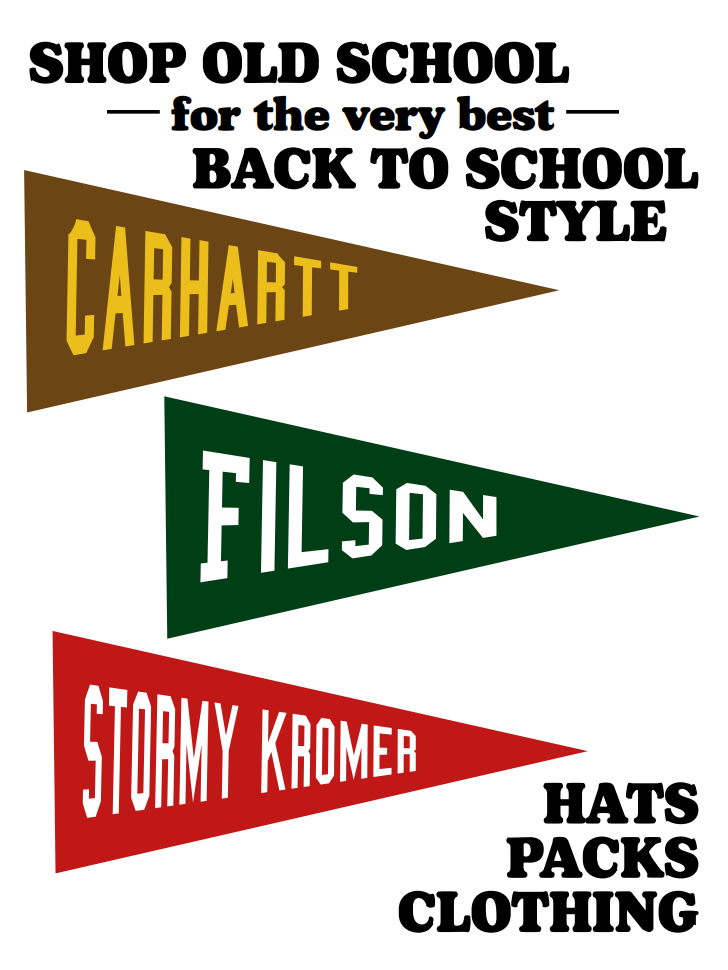 SHOP OLD SCHOOL
for the very best
BACK TO SCHOOL
STYLE
CARHARTT
FILSON
STORMY KROMER
HATS
PACKS
CLOTHING